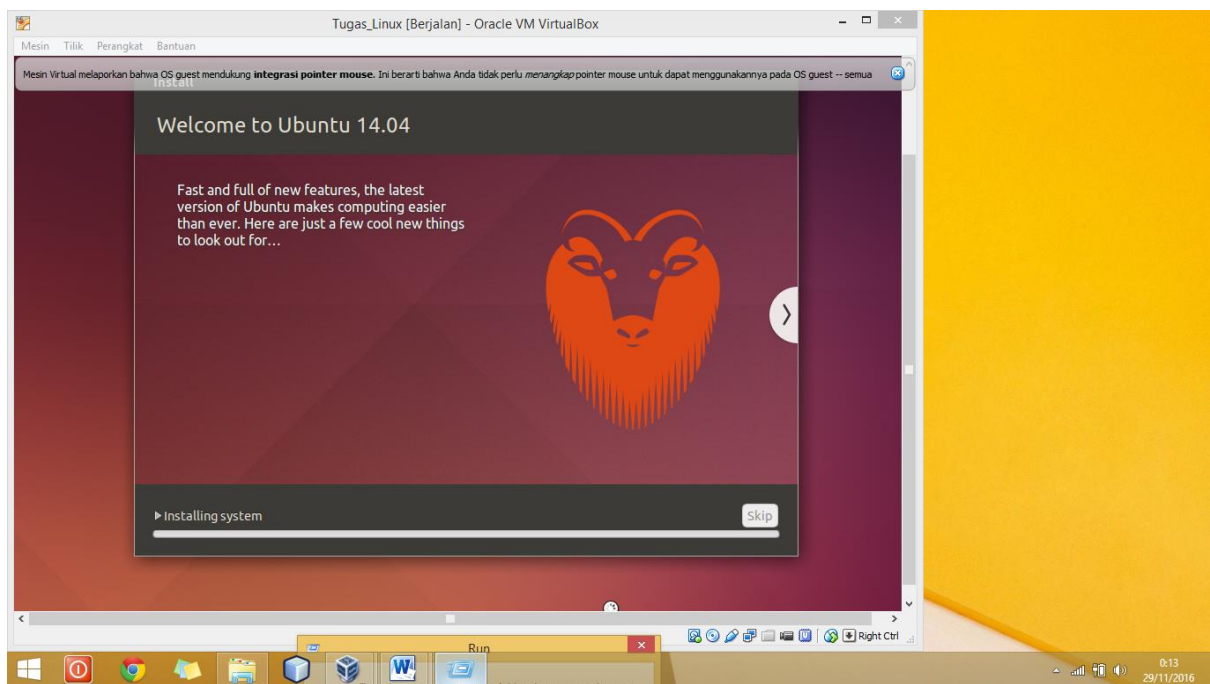 Tugas_Linux [Berjalan] - Oracle VM VirtualBox
Mesin Tilik Perangkat Bantuan
Mesin Virtual melaporkan bahwa OS guest mendukung integrasi pointer mouse. Ini berarti bahwa Anda tidak perlu menangkap pointer mouse untuk dapat menggunakannya pada OS guest -- semua
Install
Welcome to Ubuntu 14.04
Fast and full of new features, the latest
version of Ubuntu makes computing easier
than ever. Here are just a few cool new things
to look out for...
Installing system
Skip
Right Ctrl
Run
0:13
29/11/2016